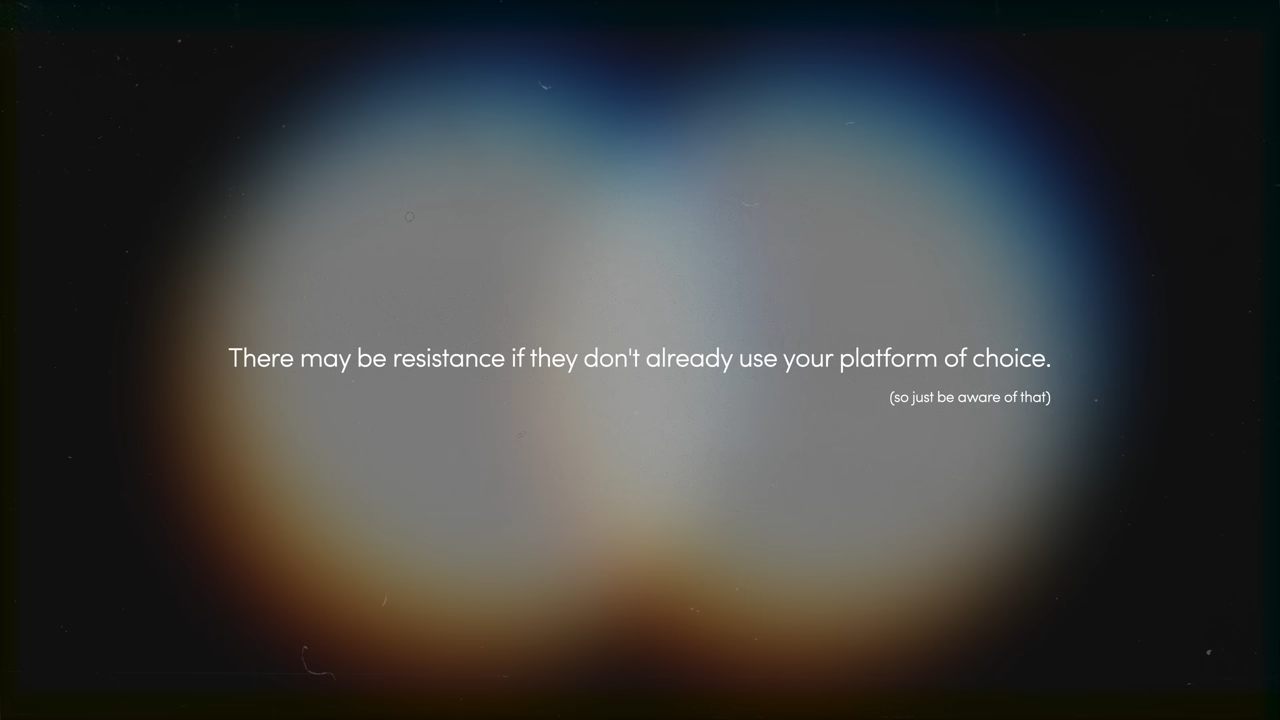 There may be resistance if they don't already use your platform of choice.
(so just be aware of that)